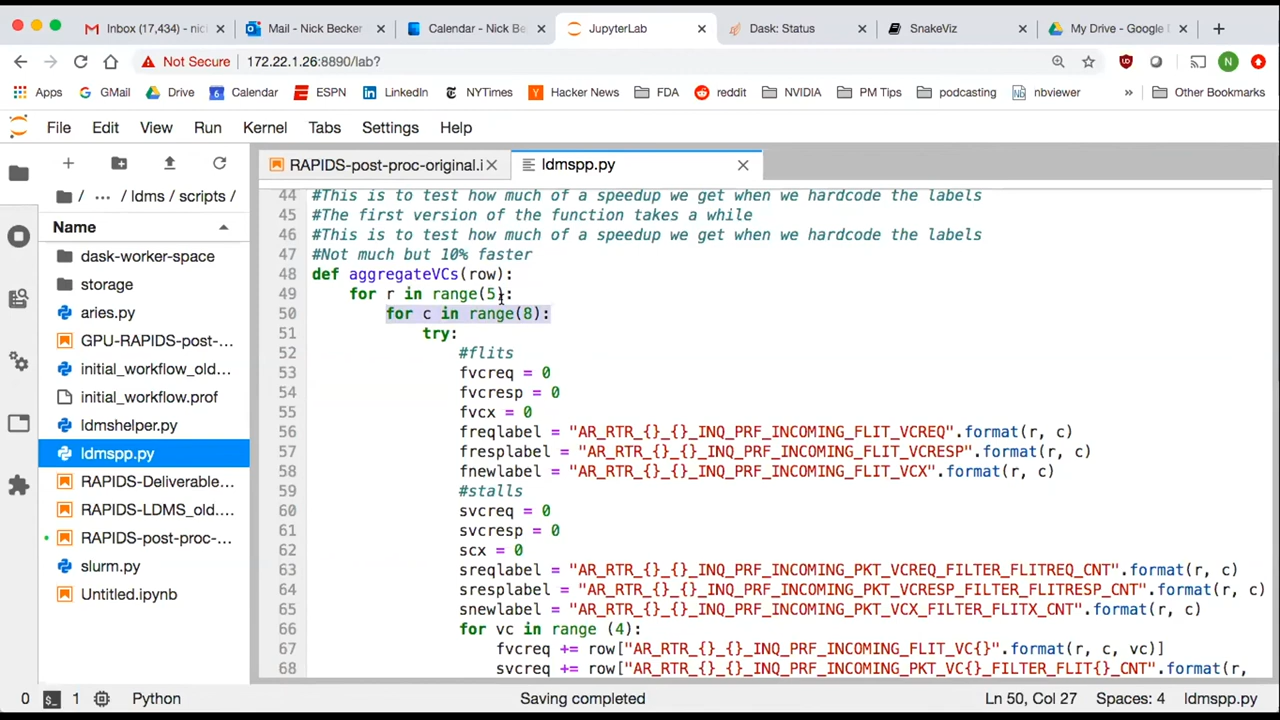 Inbox (17,434) - nic
Mail - Nick Becker
Calendar - Nick Be
JupyterLab
Dask: Status
SnakeViz
My Drive - Google
Not Secure 172.22.1.26:8890/lab?
N
Apps GMail Drive 6 Calendar ESPN LinkedIn NYTimes Hacker News FDA reddit NVIDIA PM Tips podcasting nbviewer » Other Bookmarks
File Edit View Run Kernel Tabs Settings Help
RAPIDS-post-proc-original.i
ldmspp.py
/ ... / ldms / scripts /
Name
dask-worker-space
storage
aries.py
GPU-RAPIDS-post-...
initial_workflow_old...
initial_workflow.prof
ldmshelper.py
ldmspp.py
RAPIDS-Deliverable...
RAPIDS-LDMS_old....
RAPIDS-post-proc-...
slurm.py
Untitled.ipynb
44 #This is to test how much of a speedup we get when we hardcode the labels
45 #The first version of the function takes a while
46 #This is to test how much of a speedup we get when we hardcode the labels
47 #Not much but 10% faster
48 def aggregateVCs(row):
49 for r in range(5):
50 for c in range(8):
51 try:
52 #flits
53 fvcreq = 0
54 fvcresp = 0
55 fvcx = 0
56 freqlabel = "AR_RTR_{}_{}_INQ_PRF_INCOMING_FLIT_VCREQ".format(r, c)
57 fresplabel = "AR_RTR_{}_{}_INQ_PRF_INCOMING_FLIT_VCRESP".format(r, c)
58 fnewlabel = "AR_RTR_{}_{}_INQ_PRF_INCOMING_FLIT_VCX".format(r, c)
59 #stalls
60 svcreq = 0
61 svcresp = 0
62 scx = 0
63 sreqlabel = "AR_RTR_{}_{}_INQ_PRF_INCOMING_PKT_VCREQ_FILTER_FLITREQ_CNT".format(r, c)
64 sresplabel = "AR_RTR_{}_{}_INQ_PRF_INCOMING_PKT_VCRESP_FILTER_FLITRESP_CNT".format(r, c)
65 snewlabel = "AR_RTR_{}_{}_INQ_PRF_INCOMING_PKT_VCX_FILTER_FLITX_CNT".format(r, c)
66 for vc in range (4):
67 fvcreq += row["AR_RTR_{}_{}_INQ_PRF_INCOMING_FLIT_VC{}".format(r, c, vc)]
68 svcreq += row["AR_RTR_{}_{}_INQ_PRF_INCOMING_PKT_VC{}_FILTER_FLIT{}_CNT".format(r,
0 1 Python Saving completed Ln 50, Col 27 Spaces: 4 ldmspp.py